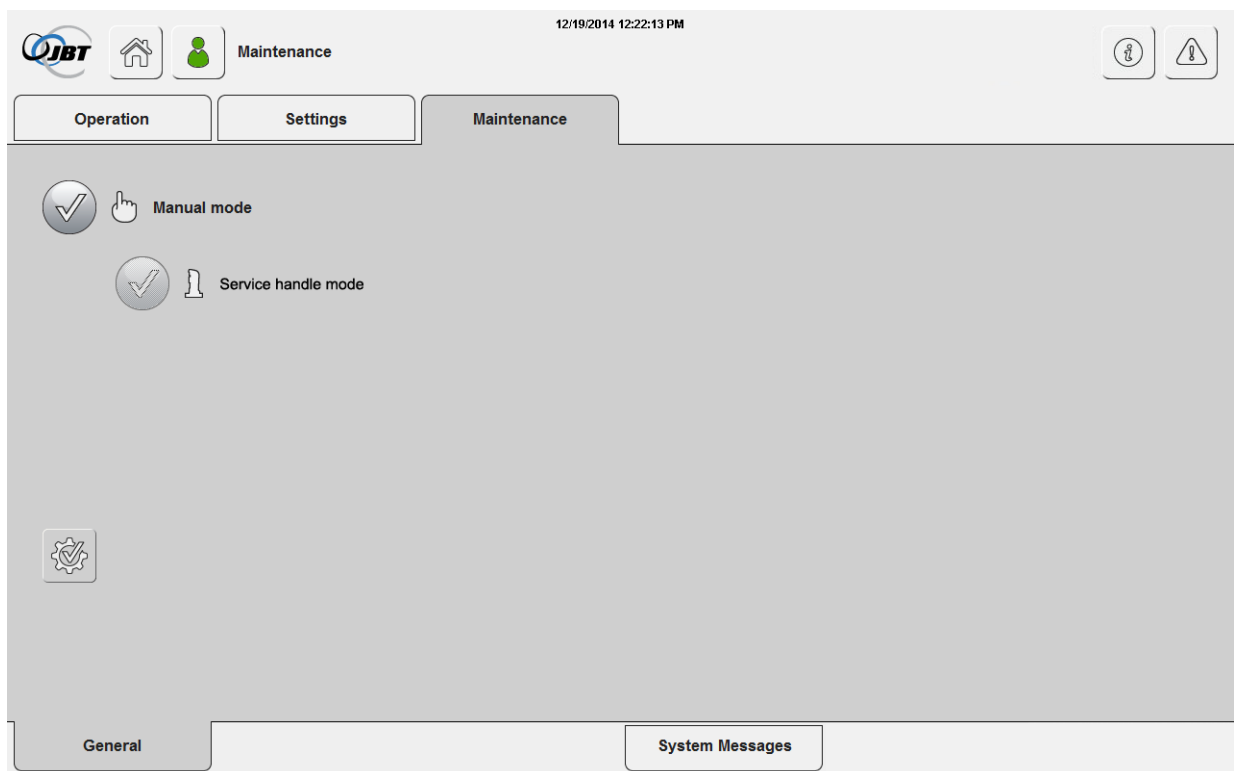 12/19/2014 12:22:13 PM
JBT
Maintenance
Operation
Settings
Maintenance
Manual mode
Service handle mode
General
System Messages